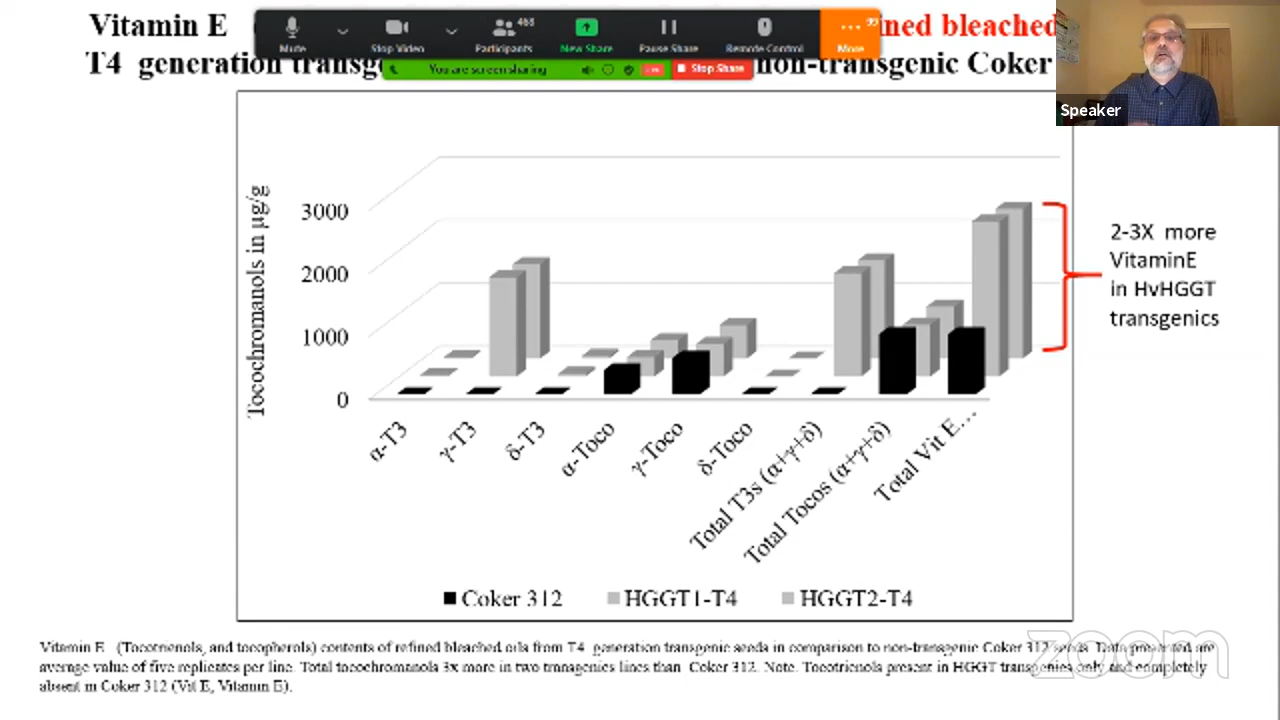 Vitamin E
ined bleached
T4 generation transge
non-transgenic Coker
Mute
Stop Video
468
Participants
New Share
Pause Share
Remote Control
More
You are screen sharing
Stop Share
Speaker
Tocochromanols in µg/g
3000
2000
1000
0
α-T3
γ-T3
δ-T3
α-Toco
γ-Toco
δ-Toco
Total T3s (α+γ+δ)
Total Tocos (α+γ+δ)
Total Vit E…
2-3X more
VitaminE
in HvHGGT
transgenics
Coker 312
HGGT1-T4
HGGT2-T4
Vitamin E (Tocotrienols, and tocopherols) contents of refined bleached oils from T4 generation transgenic seeds in comparison to non-transgenic Coker 312 seeds. Data presented are
average value of five replicates per line. Total tocochromanols 3x more in two trnagenics lines than Coker 312. Note. Tocotrienols present in HGGT transgenics only and completely
absent in Coker 312 (Vit E, Vitamin E).
zoom